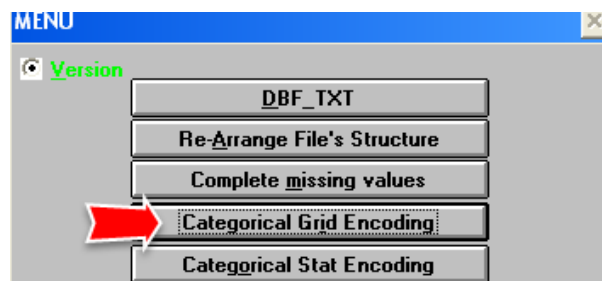 MENU
Version
DBF_TXT
Re-Arrange File's Structure
Complete missing values
Categorical Grid Encoding
Categorical Stat Encoding